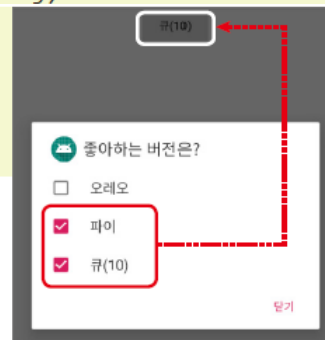 큐(10)
좋아하는 버전은?
오레오
파이
큐(10)
닫기